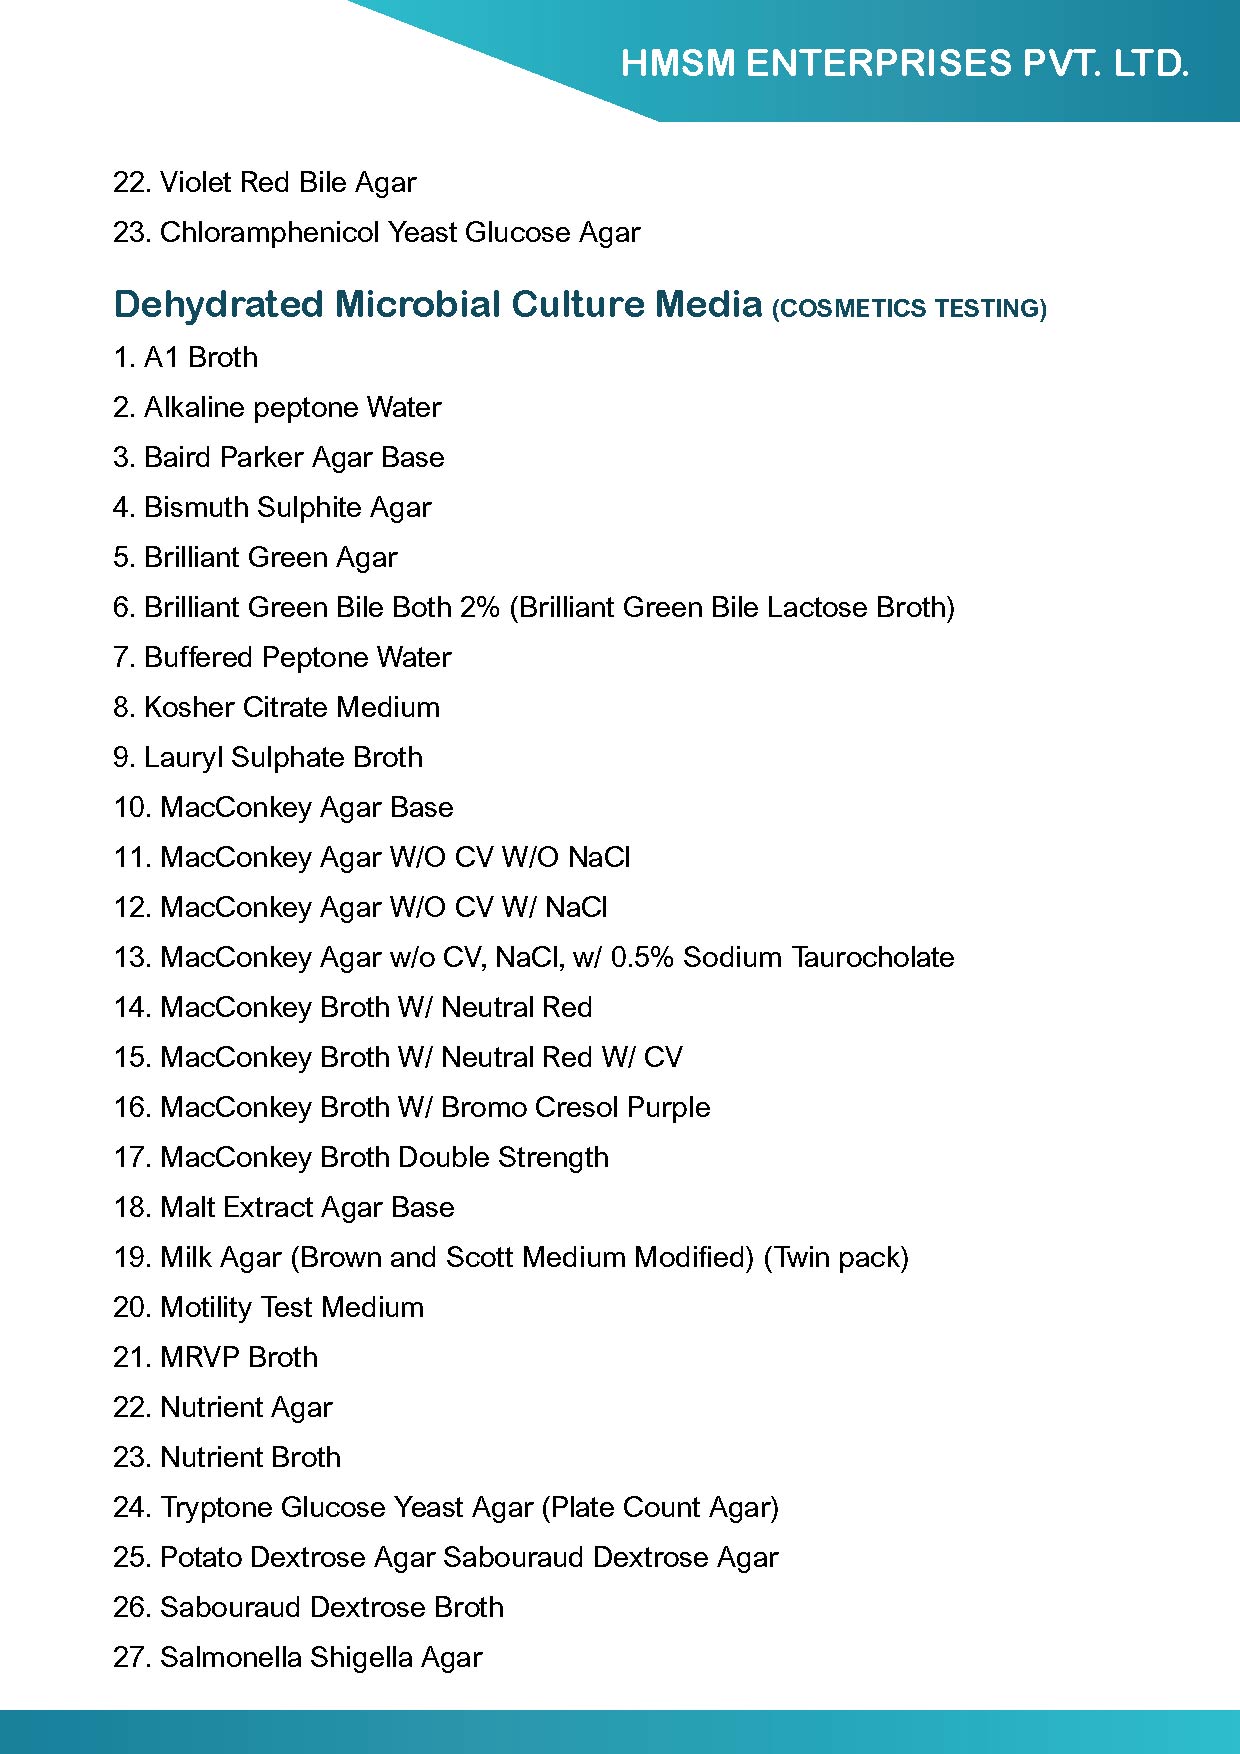 HMSM ENTERPRISES PVT. LTD.
22. Violet Red Bile Agar
23. Chloramphenicol Yeast Glucose Agar
Dehydrated Microbial Culture Media (COSMETICS TESTING)
1. A1 Broth
2. Alkaline peptone Water
3. Baird Parker Agar Base
4. Bismuth Sulphite Agar
5. Brilliant Green Agar
6. Brilliant Green Bile Both 2% (Brilliant Green Bile Lactose Broth)
7. Buffered Peptone Water
8. Kosher Citrate Medium
9. Lauryl Sulphate Broth
10. MacConkey Agar Base
11. MacConkey Agar W/O CV W/O NaCl
12. MacConkey Agar W/O CV W/ NaCl
13. MacConkey Agar w/o CV, NaCl, w/ 0.5% Sodium Taurocholate
14. MacConkey Broth W/ Neutral Red
15. MacConkey Broth W/ Neutral Red W/ CV
16. MacConkey Broth W/ Bromo Cresol Purple
17. MacConkey Broth Double Strength
18. Malt Extract Agar Base
19. Milk Agar (Brown and Scott Medium Modified) (Twin pack)
20. Motility Test Medium
21. MRVP Broth
22. Nutrient Agar
23. Nutrient Broth
24. Tryptone Glucose Yeast Agar (Plate Count Agar)
25. Potato Dextrose Agar Sabouraud Dextrose Agar
26. Sabouraud Dextrose Broth
27. Salmonella Shigella Agar